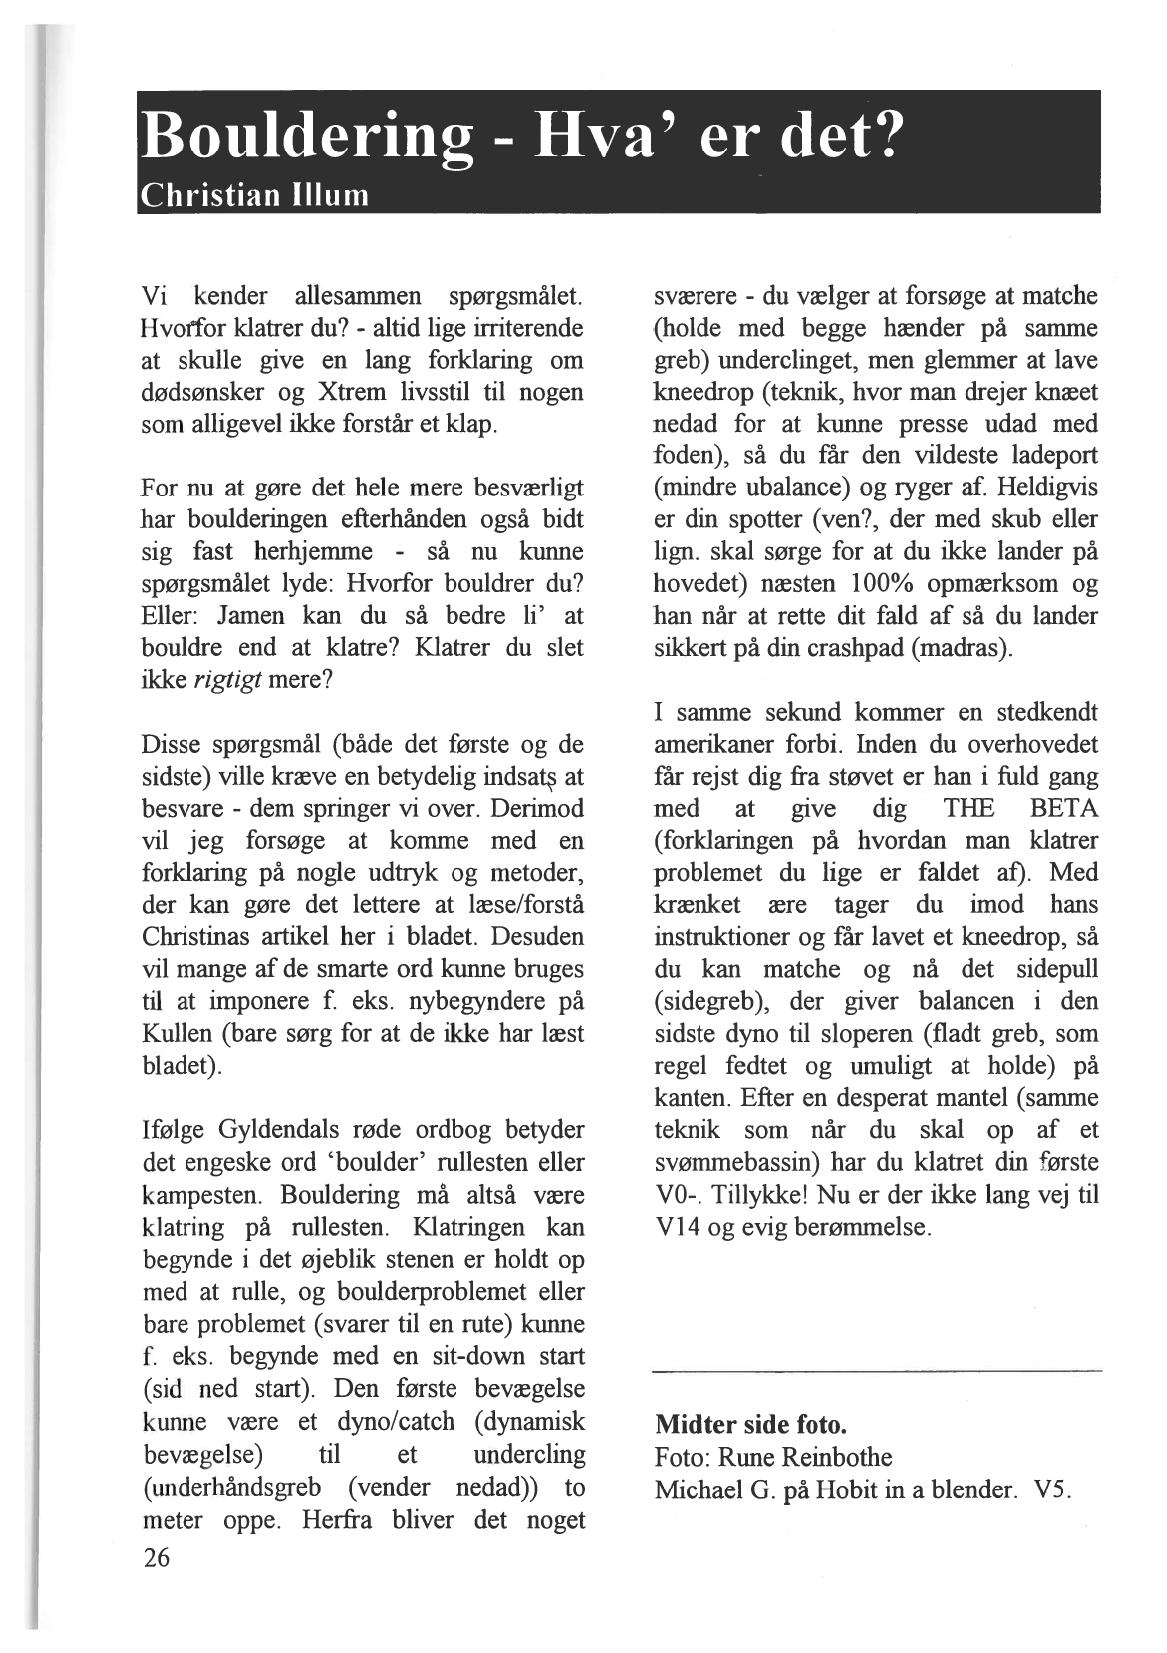 Bouldering - Hva' er det?
Christian Illum
Vi kender allesammen spørgsmålet.
Hvorfor klatrer du? - altid lige irriterende
at skulle give en lang forklaring om
dødsønsker og Xtrem livsstil til nogen
som alligevel ikke forstår et klap.
For nu at gøre det hele mere besværligt
har boulderingen efterhånden også bidt
sig fast herhjemme - så nu kunne
spørgsmålet lyde: Hvorfor bouldrer du?
Eller: Jamen kan du så bedre li' at
bouldre end at klatre? Klatrer du slet
ikke rigtigt mere?
Disse spørgsmål (både det første og de
sidste) ville kræve en betydelig indsats at
besvare - dem springer vi over. Derimod
vil jeg forsøge at komme med en
forklaring på nogle udtryk og metoder,
der kan gøre det lettere at læse/forstå
Christinas artikel her i bladet. Desuden
vil mange af de smarte ord kunne bruges
til at imponere f. eks. nybegyndere på
Kullen (bare sørg for at de ikke har læst
bladet).
Ifølge Gyldendals røde ordbog betyder
det engeske ord 'boulder' rullesten eller
kampesten. Bouldering må altså være
klatring på rullesten. Klatringen kan
begynde i det øjeblik stenen er holdt op
med at rulle, og boulderproblemet eller
bare problemet (svarer til en rute) kunne
f. eks. begynde med en sit-down start
(sid ned start). Den første bevægelse
kunne være et dyno/catch (dynamisk
bevægelse) til et undercling
(underhåndsgreb (vender nedad)) to
meter oppe. Herfra bliver det noget
26
sværere - du vælger at forsøge at matche
(holde med begge hænder på samme
greb) underclinget, men glemmer at lave
kneedrop (teknik, hvor man drejer knæet
nedad for at kunne presse udad med
foden), så du får den vildeste ladeport
(mindre ubalance) og ryger af. Heldigvis
er din spotter (ven?, der med skub eller
lign. skal sørge for at du ikke lander på
hovedet) næsten 100% opmærksom og
han når at rette dit fald af så du lander
sikkert på din crashpad (madras).
I samme sekund kommer en stedkendt
amerikaner forbi. Inden du overhovedet
får rejst dig fra støvet er han i fuld gang
med at give dig THE BETA
(forklaringen på hvordan man klatrer
problemet du lige er faldet af). Med
krænket ære tager du imod hans
instruktioner og får lavet et kneedrop, så
du kan matche og nå det sidepull
(sidegreb), der giver balancen i den
sidste dyno til sloperen (fladt greb, som
regel fedtet og umuligt at holde) på
kanten. Efter en desperat mantel (samme
teknik som når du skal op af et
svømmebassin) har du klatret din første
V0-. Tillykke! Nu er der ikke lang vej til
V14 og evig berømmelse.
Midter side foto.
Foto: Rune Reinbothe
Michael G. på Hobit in a blender. V5.